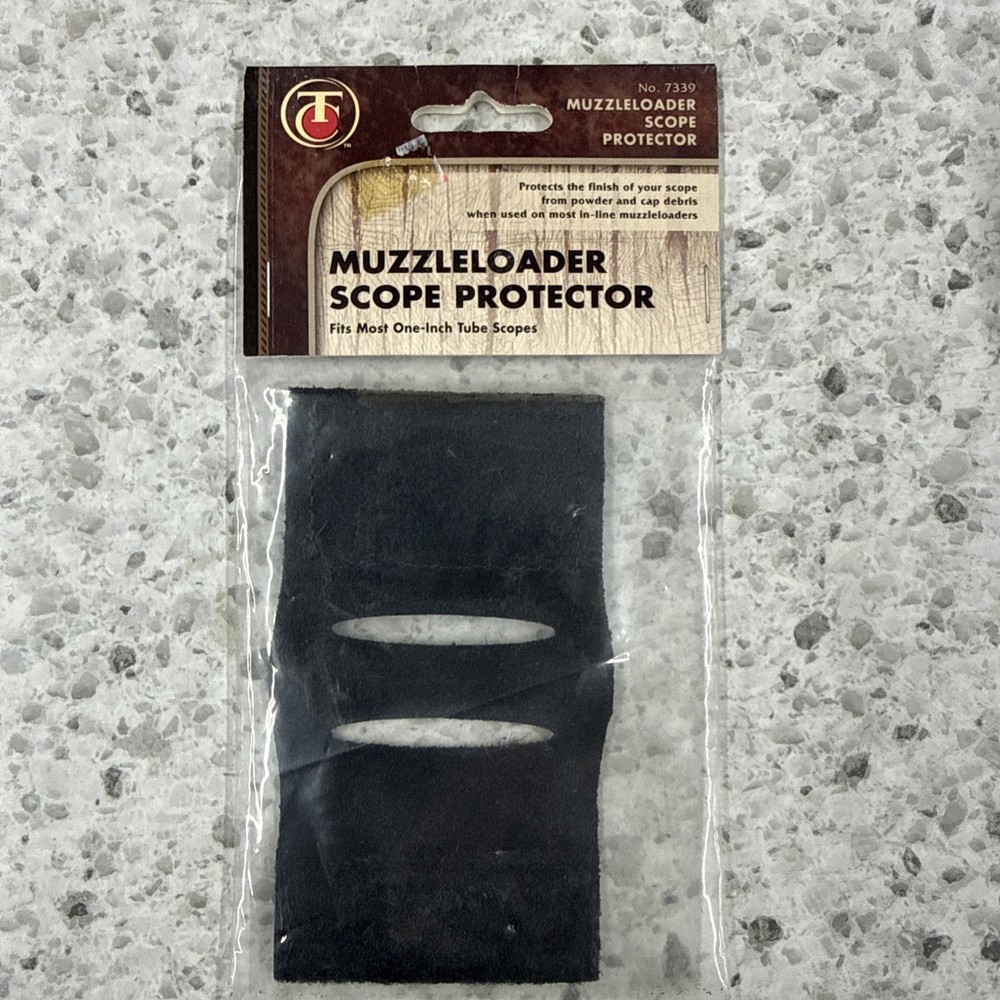 TC
™
No. 7339
MUZZLELOADER
SCOPE
PROTECTOR
Protects the finish of your scope
from powder and cap debris
when used on most in-line muzzleloaders
MUZZLELOADER
SCOPE PROTECTOR
Fits Most One-Inch Tube Scopes